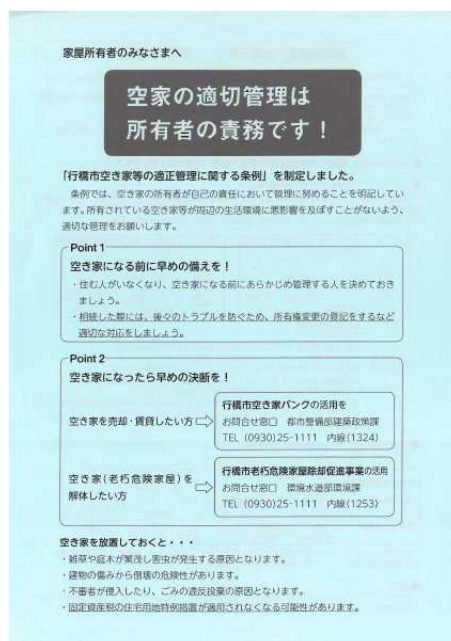 家屋所有者のみなさまへ
空家の適切管理は
所有者の責務です！
「行橋市空き家等の適正管理に関する条例」を制定しました。
条例では、空き家の所有者が自己の責任において管理に努めることを明記してい
ます。所有されている空き家等が周辺の生活環境に悪影響を及ぼすことがないよう、
適切な管理をお願いします。
Point 1
空き家になる前に早めの備えを！
・住む人がいなくなり、空き家になる前にあらかじめ管理する人を決めておき
ましょう。
・相続した際には、後々のトラブルを防ぐため、所有権変更の登記をするなど
適切な対応をしましょう。
Point 2
空き家になったら早めの決断を！
空き家を売却・賃貸したい方
行橋市空き家バンクの活用を
お問合せ窓口 都市整備部建築政策課
TEL (0930)25-1111 内線(1324)
空き家(老朽危険家屋)を
解体したい方
行橋市老朽危険家屋除却促進事業の活用
お問合せ窓口 環境水道部環境課
TEL (0930)25-1111 内線(1253)
空き家を放置しておくと・・・
・雑草や庭木が繁茂し害虫が発生する原因となります。
・建物の傷みから倒壊の危険性があります。
・不審者が侵入したり、ごみの違反投棄の原因となります。
・固定資産税の住宅用地特例措置が適用されなくなる可能性があります。